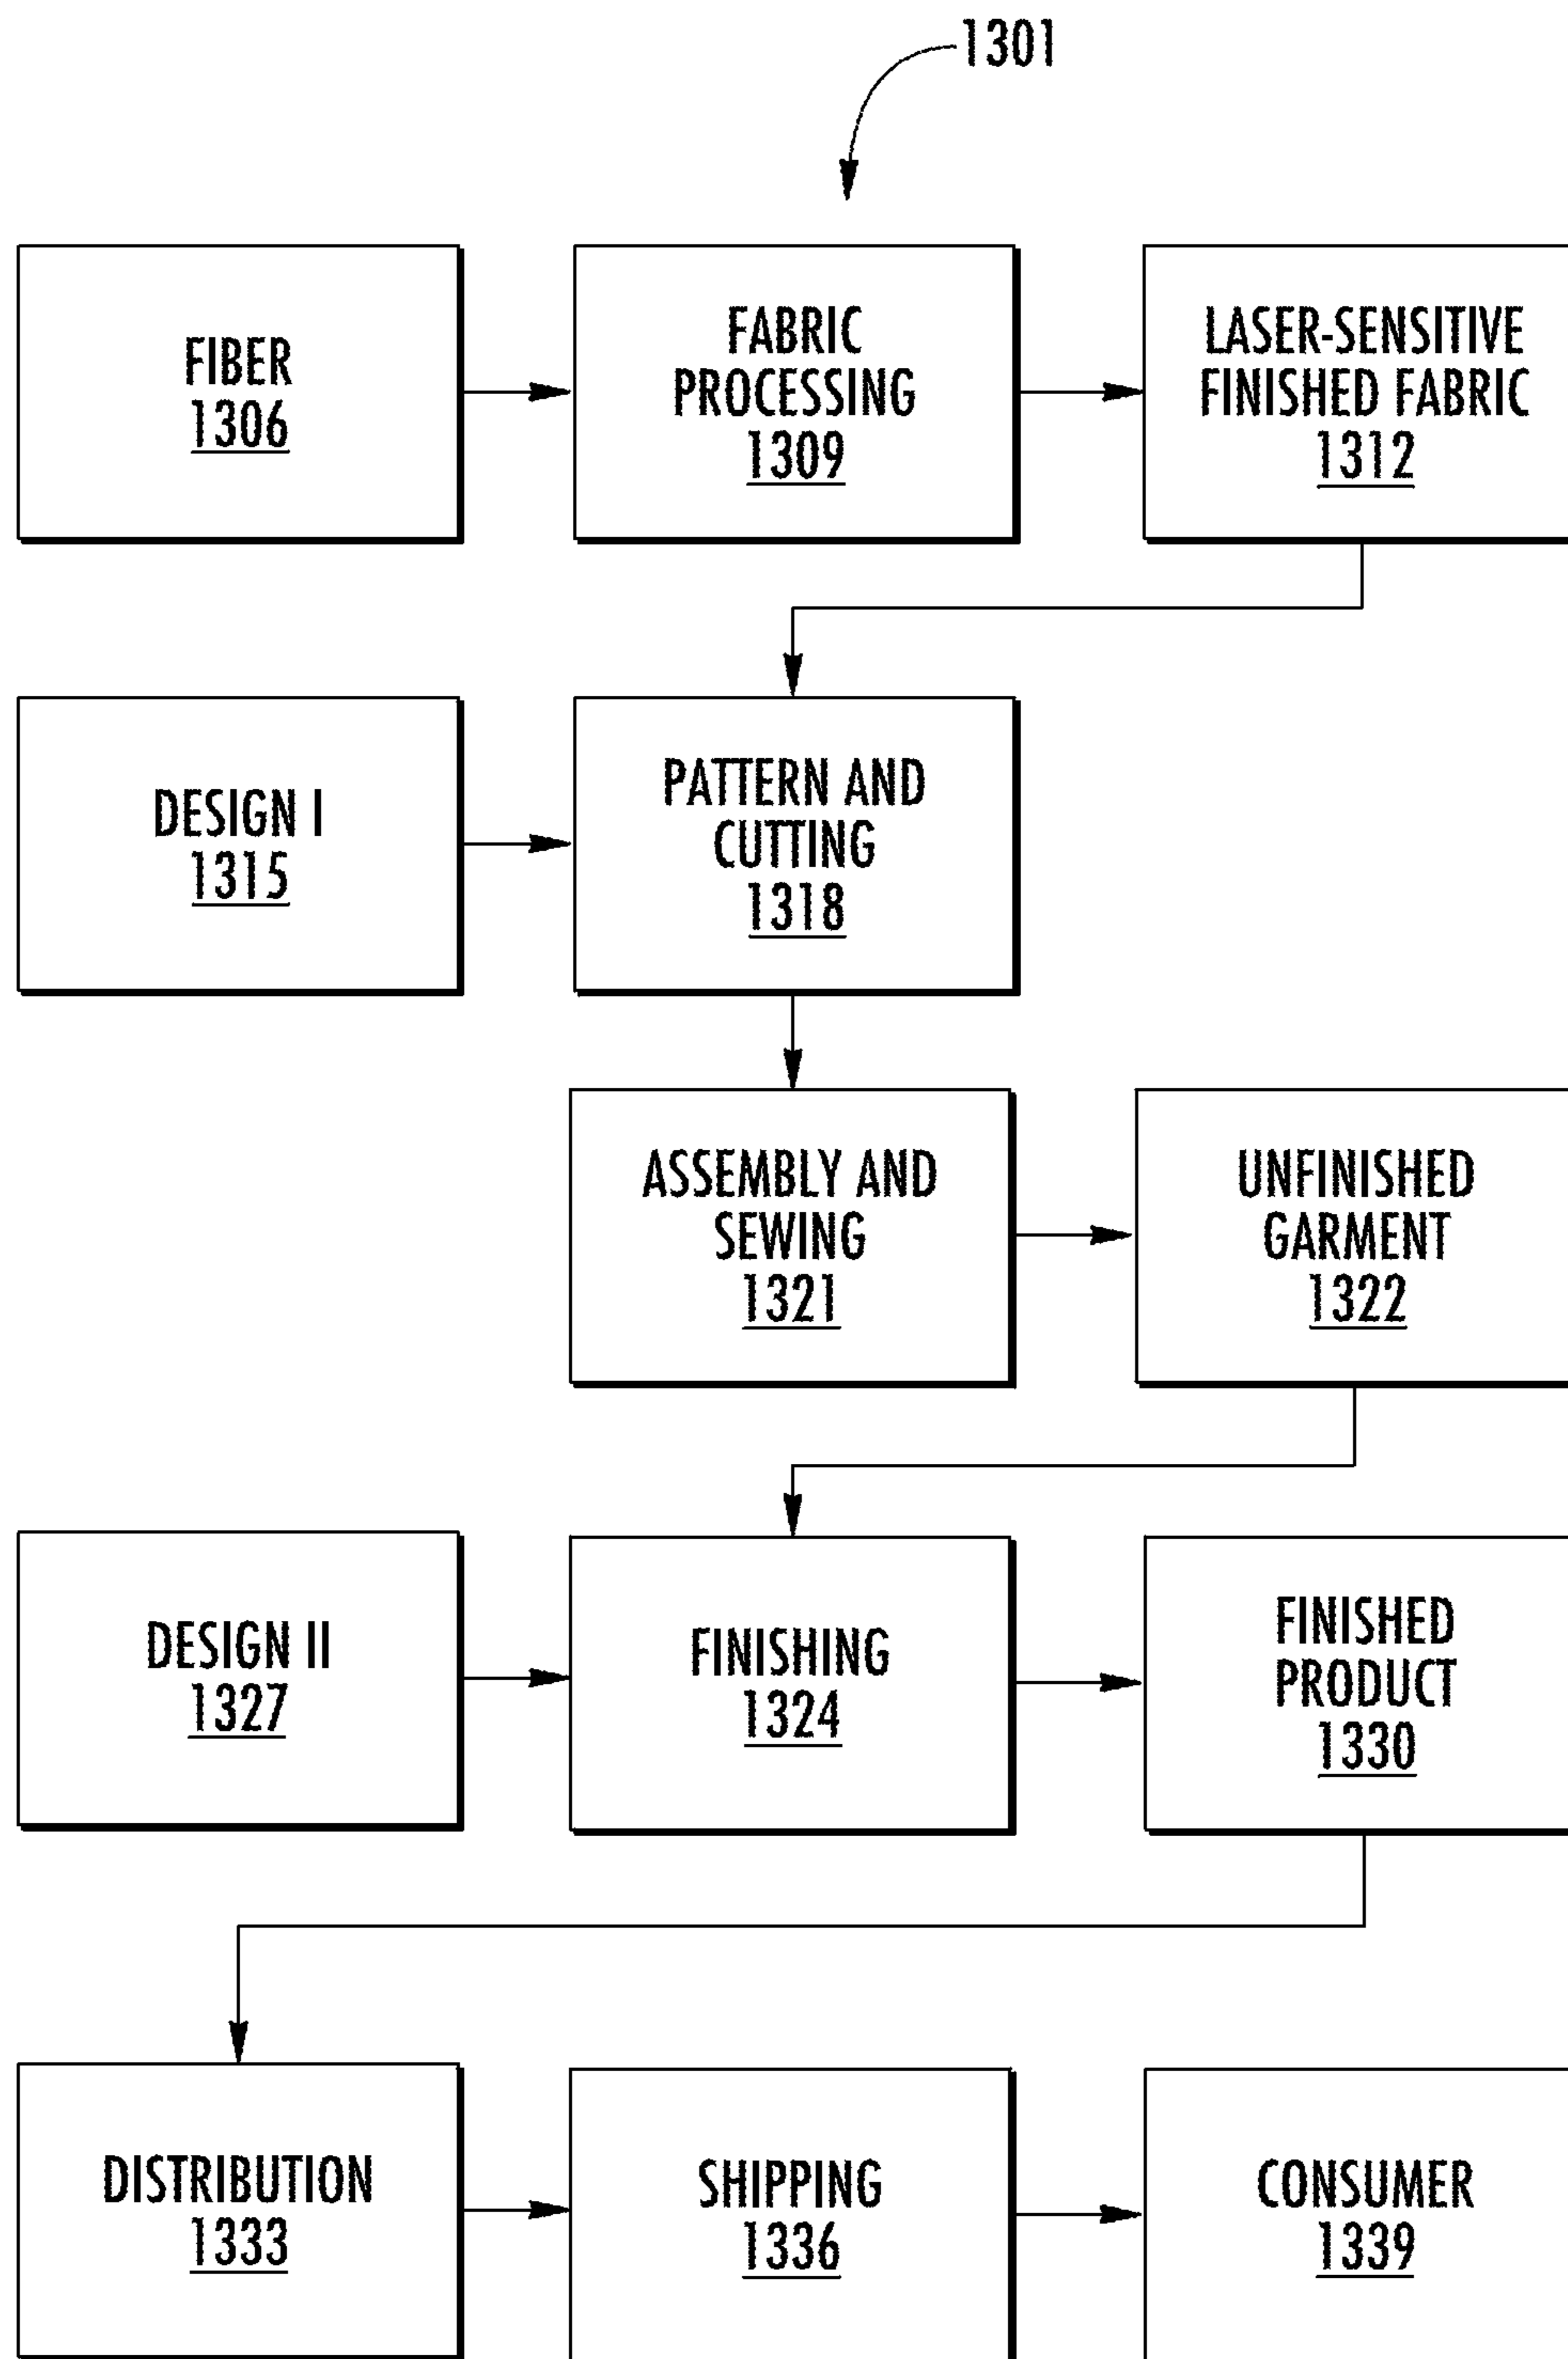 1301
FIBER
1306
FABRIC
PROCESSING
1309
LASER-SENSITIVE
FINISHED FABRIC
1312
DESIGN I
1315
PATTERN AND
CUTTING
1318
ASSEMBLY AND
SEWING
1321
UNFINISHED
GARMENT
1322
DESIGN II
1327
FINISHING
1324
FINISHED
PRODUCT
1330
DISTRIBUTION
1333
SHIPPING
1336
CONSUMER
1339